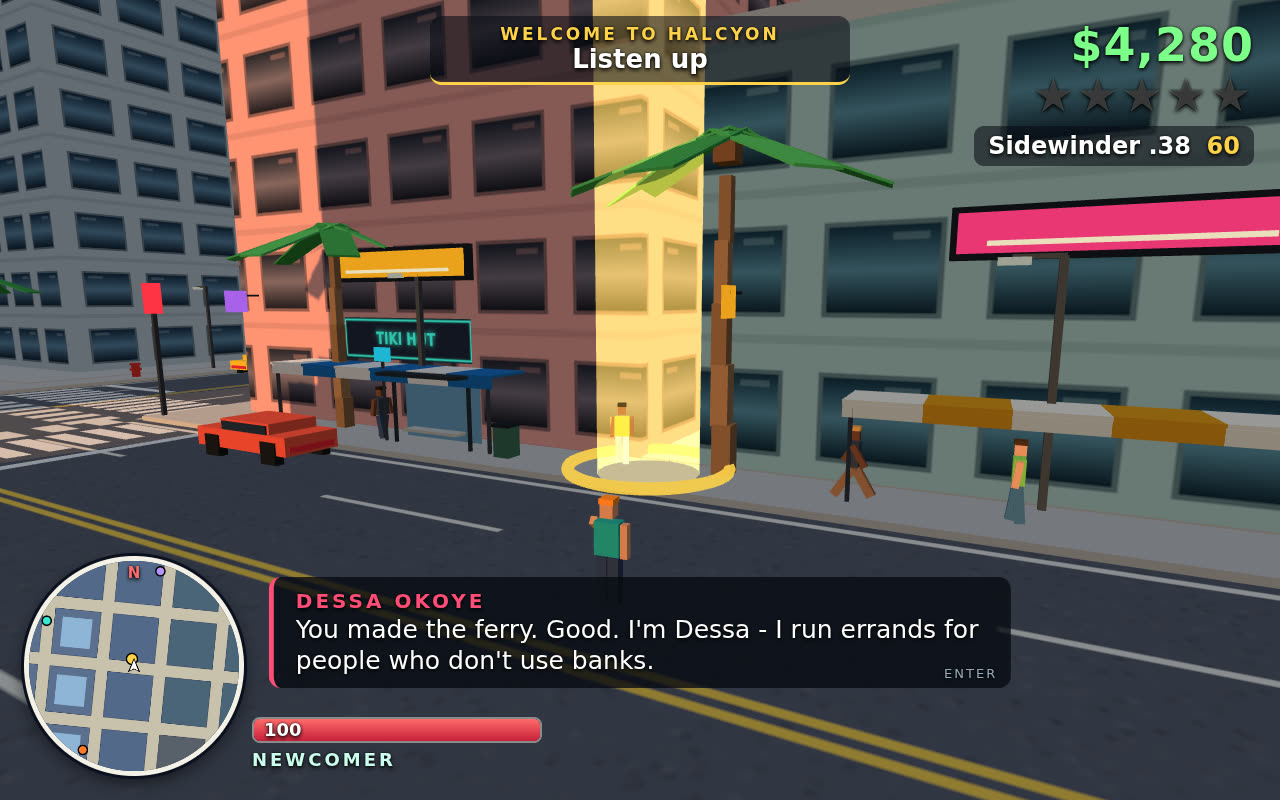 WELCOME TO HALCYON
Listen up
$4,280
Sidewinder .38 60
TIKI HUT
N
DESSA OKOYE
You made the ferry. Good. I'm Dessa - I run errands for
people who don't use banks.
ENTER
100
NEWCOMER